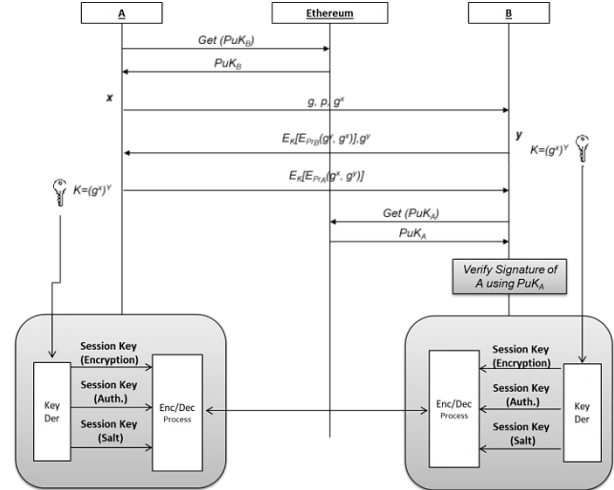 A
Ethereum
B
Get (PuK_B)
PuK_B
x
g, p, g^x
E_K[E_PrB(g^y, g^x)],g^y
y
K=(g^x)^Y
K=(g^x)^Y
E_K[E_PrA(g^x, g^y)]
Get (PuK_A)
PuK_A
Verify Signature of
A using PuK_A
Session Key
(Encryption)
Session Key
(Auth.)
Session Key
(Salt)
Key
Der
Enc/Dec
Process
Session Key
(Encryption)
Session Key
(Auth.)
Session Key
(Salt)
Enc/Dec
Process
Key
Der